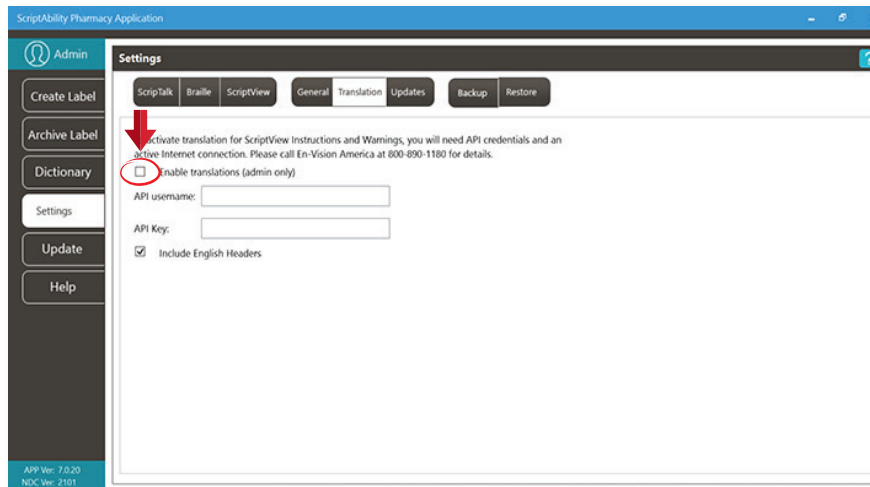 ScriptAbility Pharmacy Application
Admin
Settings
?
ScripTalk Braille ScriptView General Translation Updates Backup Restore
Create Label
Archive Label
Dictionary
Settings
Update
Help
activate translation for ScriptView Instructions and Warnings, you will need API credentials and an
active Internet connection. Please call En-Vision America at 800-890-1180 for details.
Enable translations (admin only)
API username:
API Key:
Include English Headers
APP Ver: 7.0.20
NDC Ver: 2101